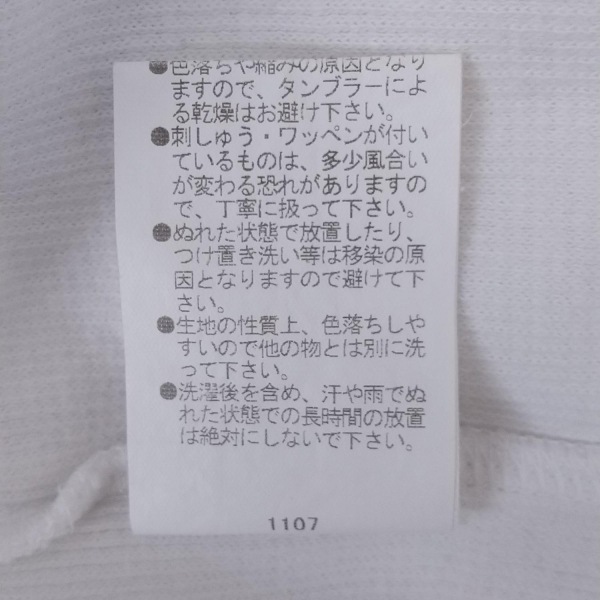 ●色落ちや縮みの原因となり
ますので、タンブラーによ
る乾燥はお避け下さい。
●刺しゅう・ワッペンが付い
ているものは、多少風合い
が変わる恐れがありますの
で、丁寧に扱って下さい。
●ぬれた状態で放置したり、
つけ置き洗い等は移染の原
因となりますので避けて下
さい。
●生地の性質上、色落ちしや
すいので他の物とは別に洗
って下さい。
●洗濯後を含め、汗や雨でぬ
れた状態での長時間の放置
は絶対にしないで下さい。
1107